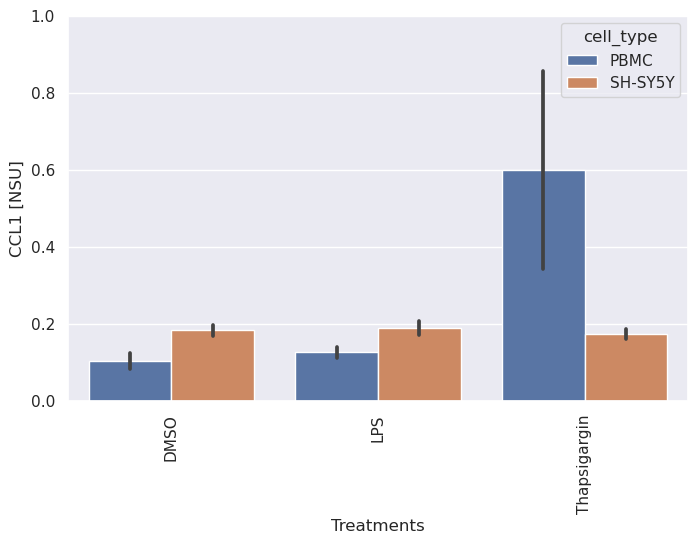 1.0
0.8
0.6
0.4
0.2
0.0
CCL1 [NSU]
cell_type
PBMC
SH-SY5Y
DMSO
LPS
Thapsigargin
Treatments